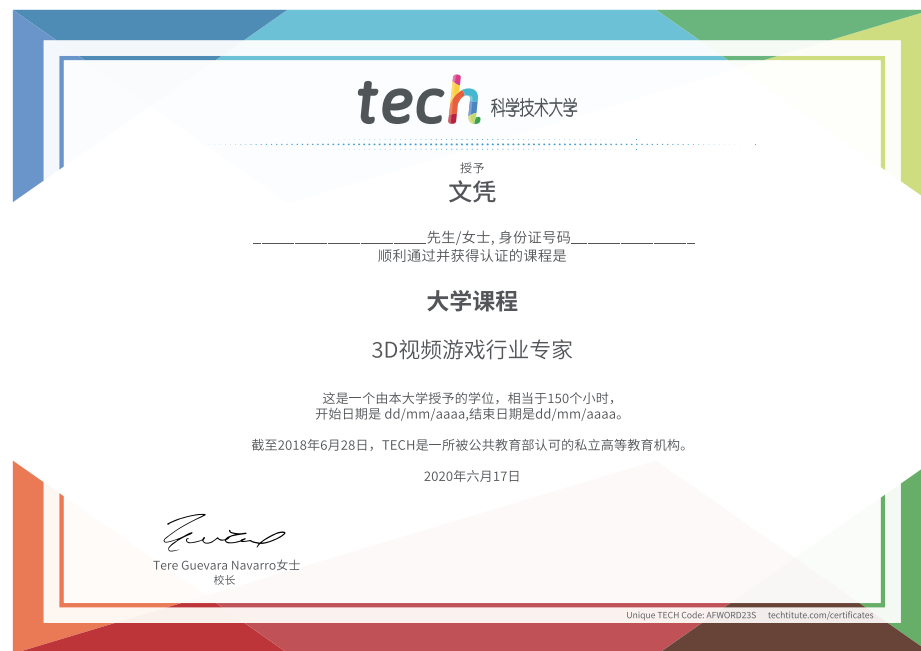 tech 科学技术大学
授予
文凭
_____________________先生/女士, 身份证号码_______________
顺利通过并获得认证的课程是
大学课程
3D视频游戏行业专家
这是一个由本大学授予的学位，相当于150个小时，
开始日期是 dd/mm/aaaa,结束日期是dd/mm/aaaa。
截至2018年6月28日，TECH是一所被公共教育部认可的私立高等教育机构。
2020年六月17日
Tere Guevara Navarro女士
校长
Unique TECH Code: AFWORD23S techtitute.com/certificates